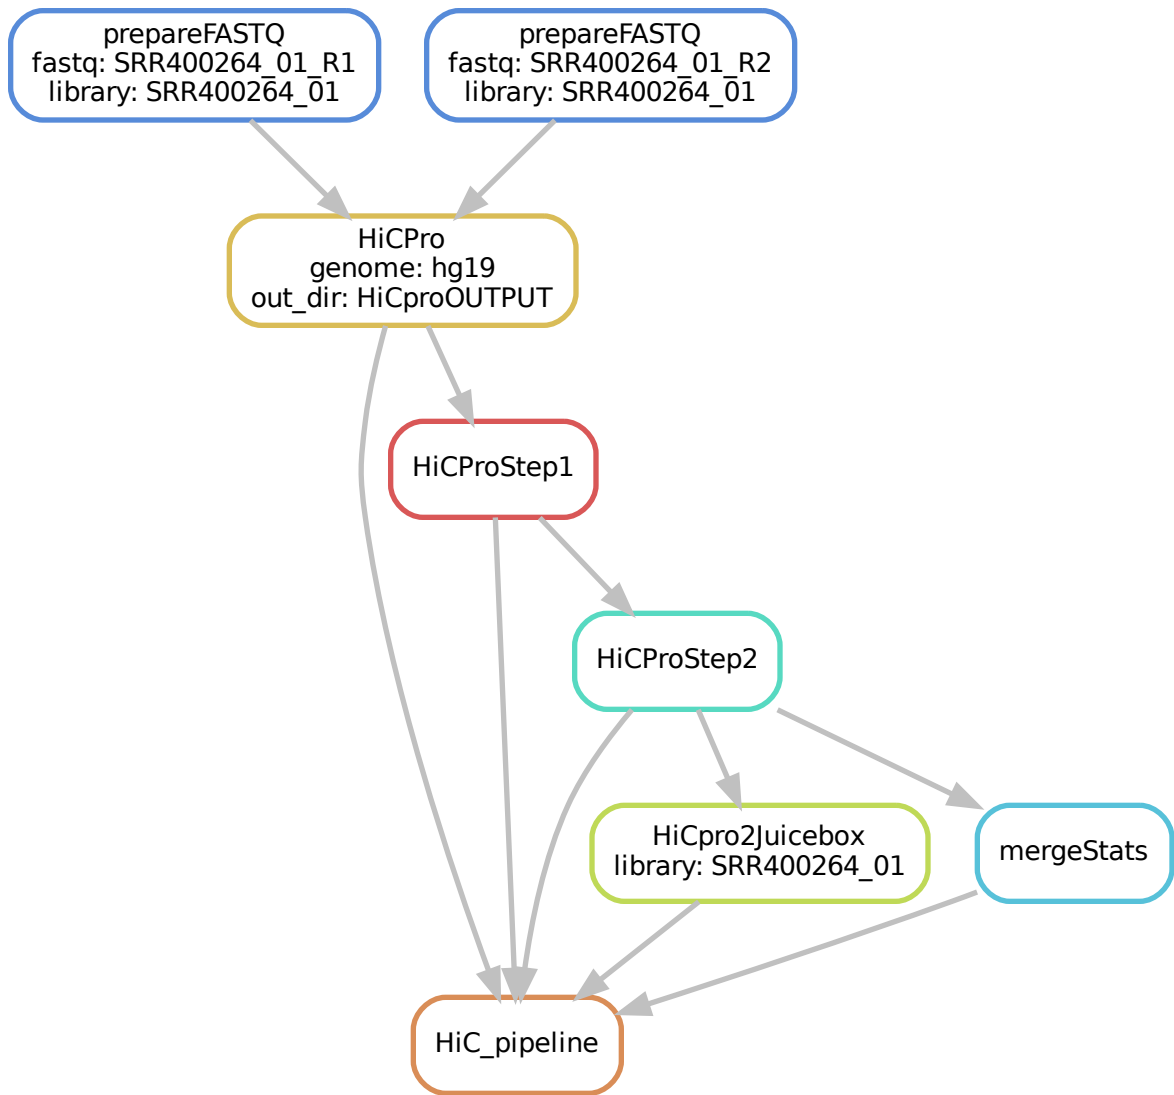 prepareFASTQ
fastq: SRR400264_01_R1
library: SRR400264_01
prepareFASTQ
fastq: SRR400264_01_R2
library: SRR400264_01
HiCPro
genome: hg19
out_dir: HiCproOUTPUT
HiCProStep1
HiCProStep2
HiCpro2Juicebox
library: SRR400264_01
mergeStats
HiC_pipeline